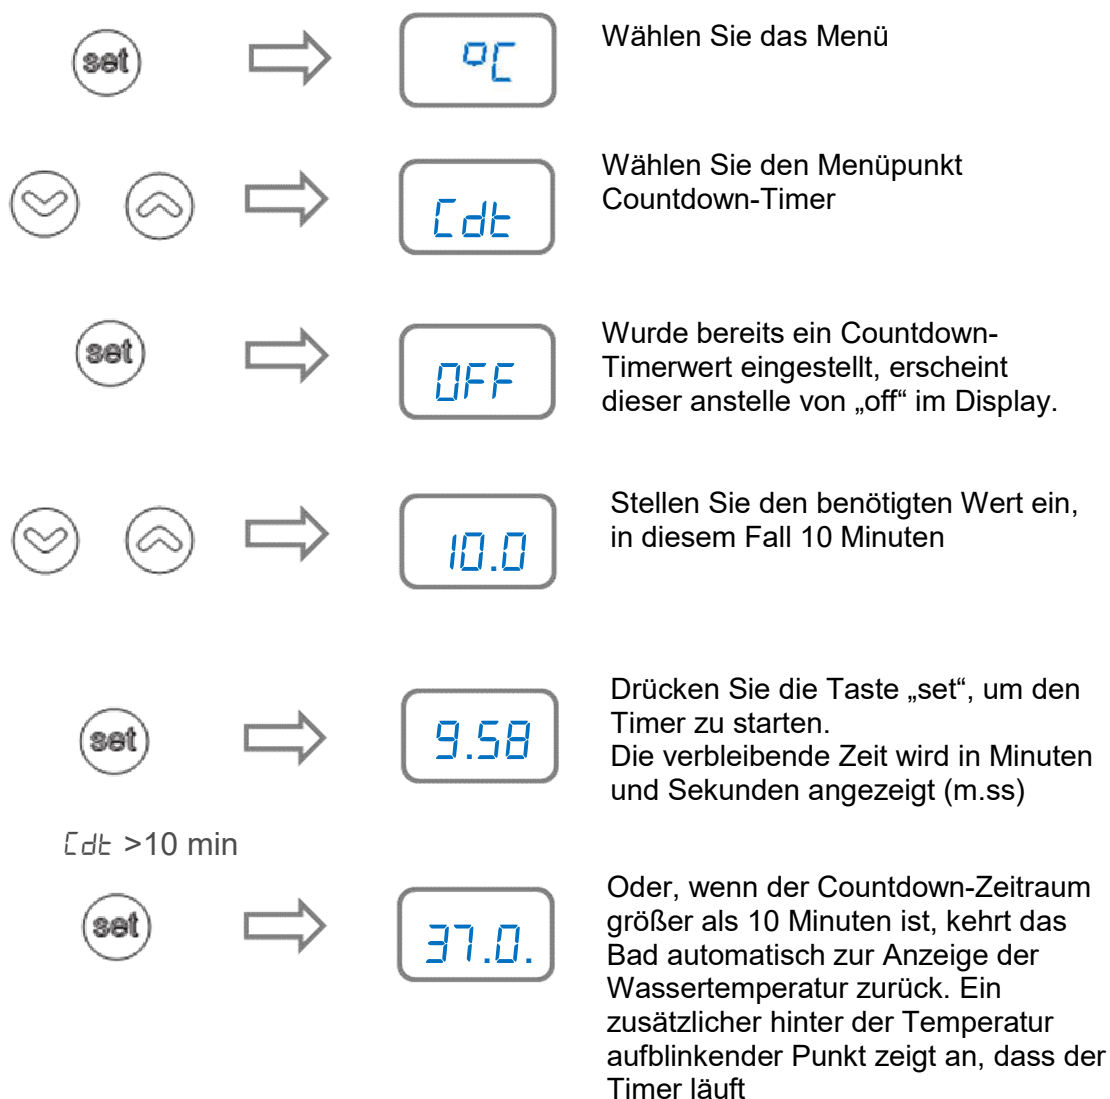 set
°C
Wählen Sie das Menü
Cdt
Wählen Sie den Menüpunkt
Countdown-Timer
set
OFF
Wurde bereits ein Countdown-
Timerwert eingestellt, erscheint
dieser anstelle von „off“ im Display.
10.0
Stellen Sie den benötigten Wert ein,
in diesem Fall 10 Minuten
set
9.58
Drücken Sie die Taste „set“, um den
Timer zu starten.
Die verbleibende Zeit wird in Minuten
und Sekunden angezeigt (m.ss)
Cdt >10 min
set
37.0.
Oder, wenn der Countdown-Zeitraum
größer als 10 Minuten ist, kehrt das
Bad automatisch zur Anzeige der
Wassertemperatur zurück. Ein
zusätzlicher hinter der Temperatur
aufblinkender Punkt zeigt an, dass der
Timer läuft